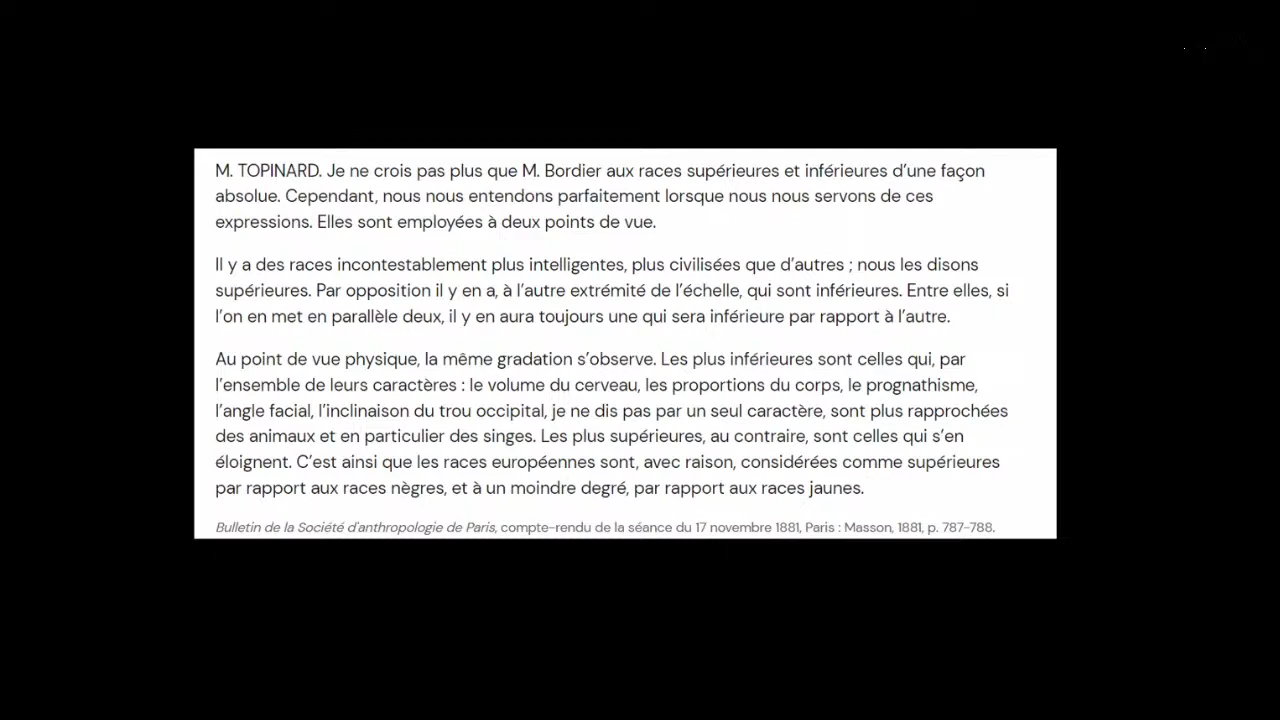 M. TOPINARD. Je ne crois pas plus que M. Bordier aux races supérieures et inférieures d’une façon
absolue. Cependant, nous nous entendons parfaitement lorsque nous nous servons de ces
expressions. Elles sont employées à deux points de vue.
Il y a des races incontestablement plus intelligentes, plus civilisées que d’autres ; nous les disons
supérieures. Par opposition il y en a, à l’autre extrémité de l’échelle, qui sont inférieures. Entre elles, si
l’on en met en parallèle deux, il y en aura toujours une qui sera inférieure par rapport à l’autre.
Au point de vue physique, la même gradation s’observe. Les plus inférieures sont celles qui, par
l’ensemble de leurs caractères : le volume du cerveau, les proportions du corps, le prognathisme,
l’angle facial, l’inclinaison du trou occipital, je ne dis pas par un seul caractère, sont plus rapprochées
des animaux et en particulier des singes. Les plus supérieures, au contraire, sont celles qui s’en
éloignent. C’est ainsi que les races européennes sont, avec raison, considérées comme supérieures
par rapport aux races nègres, et à un moindre degré, par rapport aux races jaunes.
Bulletin de la Société d'anthropologie de Paris, compte-rendu de la séance du 17 novembre 1881, Paris : Masson, 1881, p. 787-788.